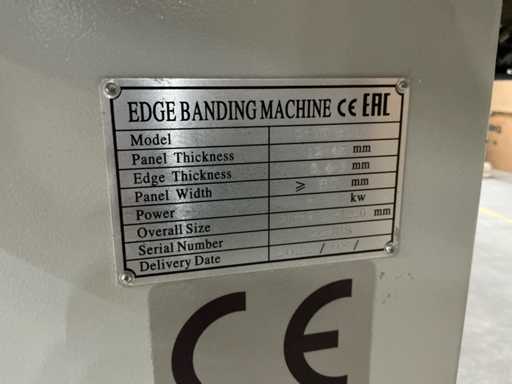 EDGE BANDING MACHINE CE EAC
Model
Panel Thickness mm
Edge Thickness mm
Panel Width ≥ mm
Power kw
Overall Size mm
Serial Number
Delivery Date / /
CE